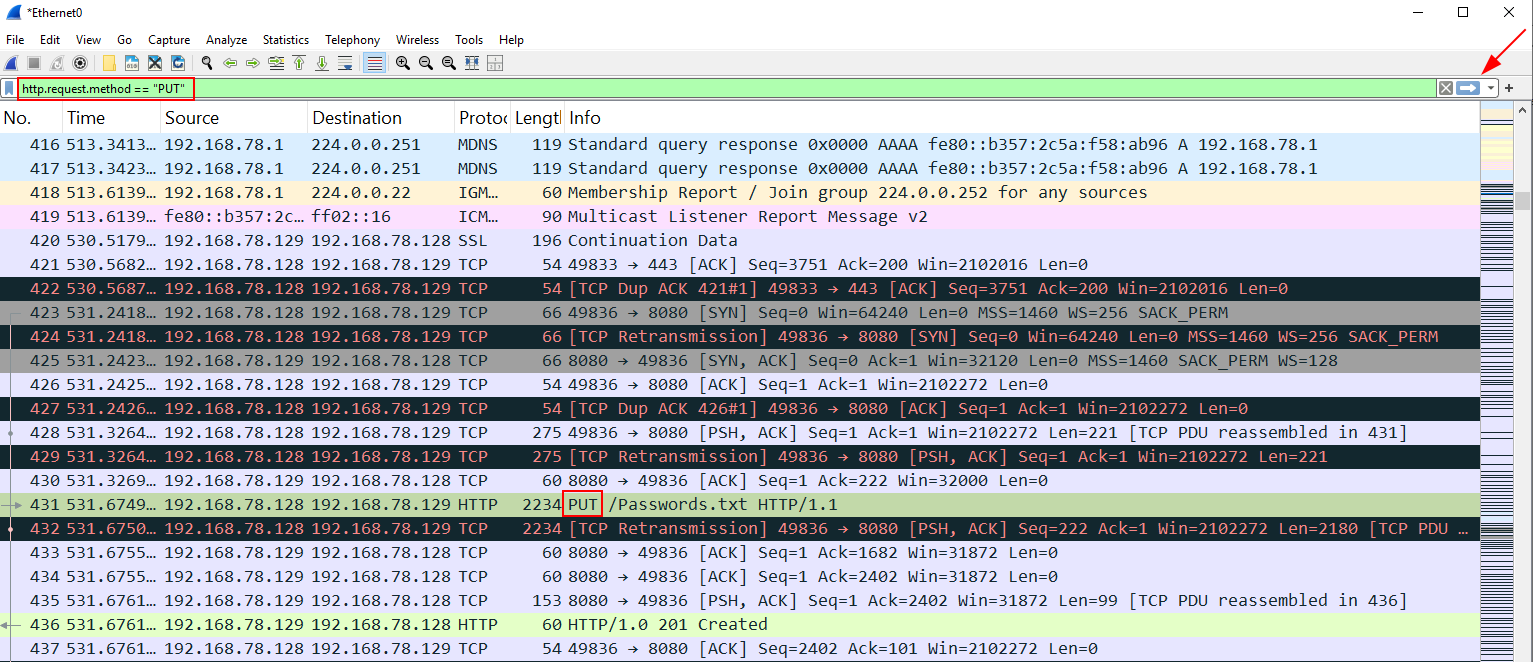 *Ethernet0
File Edit View Go Capture Analyze Statistics Telephony Wireless Tools Help
http.request.method == "PUT"
No. Time Source Destination Protoc Lengtl Info
416 513.3413… 192.168.78.1 224.0.0.251 MDNS 119 Standard query response 0x0000 AAAA fe80::b357:2c5a:f58:ab96 A 192.168.78.1
417 513.3423… 192.168.78.1 224.0.0.251 MDNS 119 Standard query response 0x0000 AAAA fe80::b357:2c5a:f58:ab96 A 192.168.78.1
418 513.6139… 192.168.78.1 224.0.0.22 IGM… 60 Membership Report / Join group 224.0.0.252 for any sources
419 513.6139… fe80::b357:2c… ff02::16 ICM… 90 Multicast Listener Report Message v2
420 530.5179… 192.168.78.129 192.168.78.128 SSL 196 Continuation Data
421 530.5682… 192.168.78.128 192.168.78.129 TCP 54 49833 → 443 [ACK] Seq=3751 Ack=200 Win=2102016 Len=0
422 530.5687… 192.168.78.128 192.168.78.129 TCP 54 [TCP Dup ACK 421#1] 49833 → 443 [ACK] Seq=3751 Ack=200 Win=2102016 Len=0
423 531.2418… 192.168.78.128 192.168.78.129 TCP 66 49836 → 8080 [SYN] Seq=0 Win=64240 Len=0 MSS=1460 WS=256 SACK_PERM
424 531.2418… 192.168.78.128 192.168.78.129 TCP 66 [TCP Retransmission] 49836 → 8080 [SYN] Seq=0 Win=64240 Len=0 MSS=1460 WS=256 SACK_PERM
425 531.2423… 192.168.78.129 192.168.78.128 TCP 66 8080 → 49836 [SYN, ACK] Seq=0 Ack=1 Win=32120 Len=0 MSS=1460 SACK_PERM WS=128
426 531.2425… 192.168.78.128 192.168.78.129 TCP 54 49836 → 8080 [ACK] Seq=1 Ack=1 Win=2102272 Len=0
427 531.2426… 192.168.78.128 192.168.78.129 TCP 54 [TCP Dup ACK 426#1] 49836 → 8080 [ACK] Seq=1 Ack=1 Win=2102272 Len=0
428 531.3264… 192.168.78.128 192.168.78.129 TCP 275 49836 → 8080 [PSH, ACK] Seq=1 Ack=1 Win=2102272 Len=221 [TCP PDU reassembled in 431]
429 531.3264… 192.168.78.128 192.168.78.129 TCP 275 [TCP Retransmission] 49836 → 8080 [PSH, ACK] Seq=1 Ack=1 Win=2102272 Len=221
430 531.3269… 192.168.78.129 192.168.78.128 TCP 60 8080 → 49836 [ACK] Seq=1 Ack=222 Win=32000 Len=0
431 531.6749… 192.168.78.128 192.168.78.129 HTTP 2234 PUT /Passwords.txt HTTP/1.1
432 531.6750… 192.168.78.128 192.168.78.129 TCP 2234 [TCP Retransmission] 49836 → 8080 [PSH, ACK] Seq=222 Ack=1 Win=2102272 Len=2180 [TCP PDU …
433 531.6755… 192.168.78.129 192.168.78.128 TCP 60 8080 → 49836 [ACK] Seq=1 Ack=1682 Win=31872 Len=0
434 531.6755… 192.168.78.129 192.168.78.128 TCP 60 8080 → 49836 [ACK] Seq=1 Ack=2402 Win=31872 Len=0
435 531.6761… 192.168.78.129 192.168.78.128 TCP 153 8080 → 49836 [PSH, ACK] Seq=1 Ack=2402 Win=31872 Len=99 [TCP PDU reassembled in 436]
436 531.6761… 192.168.78.129 192.168.78.128 HTTP 60 HTTP/1.0 201 Created
437 531.6761… 192.168.78.128 192.168.78.129 TCP 54 49836 → 8080 [ACK] Seq=2402 Ack=101 Win=2102272 Len=0